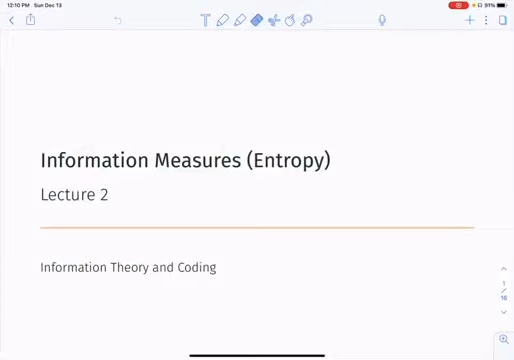 12:10 PM Sun Dec 13
91%
T
Information Measures (Entropy)
Lecture 2
Information Theory and Coding
1
/
16